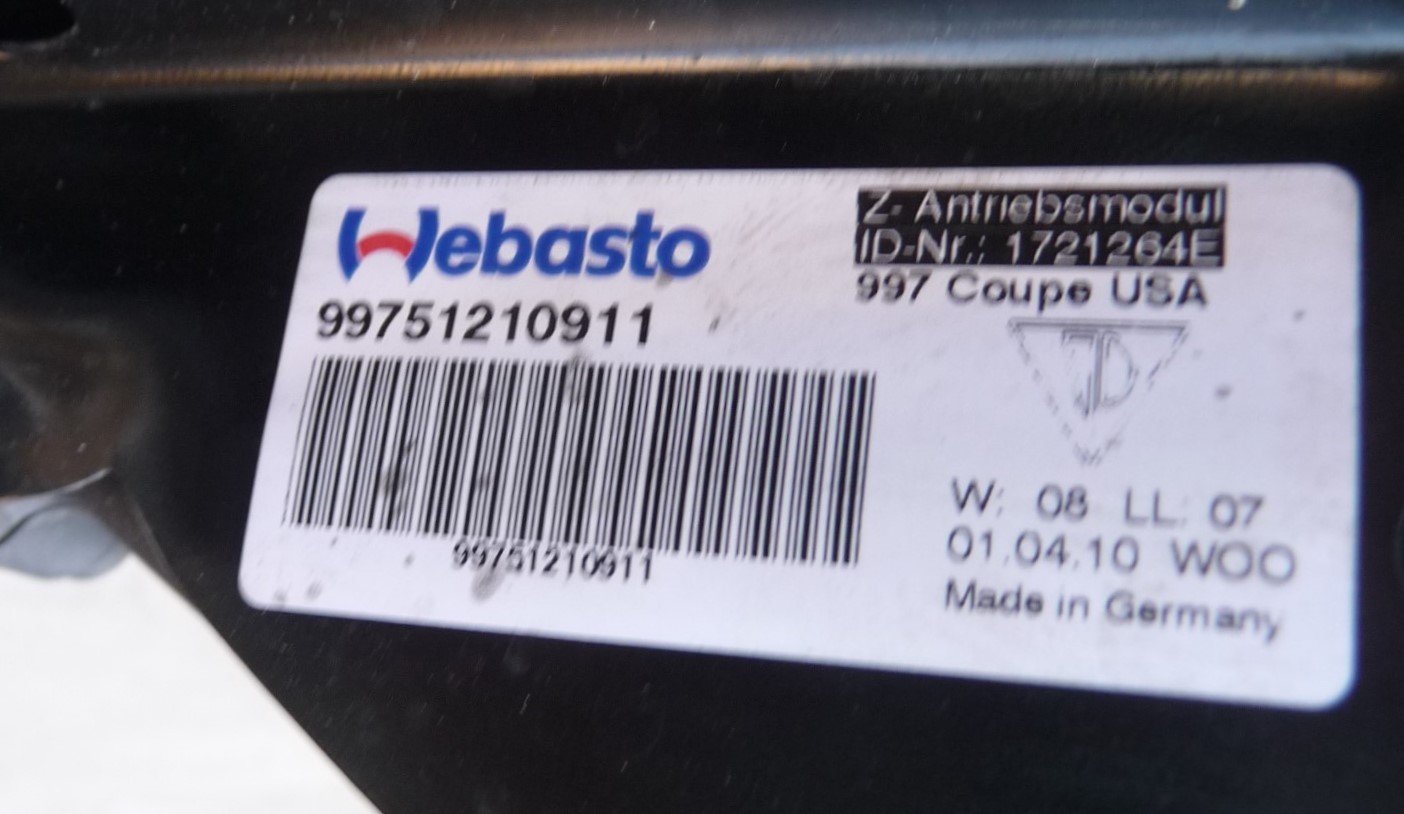 Webasto
99751210911
99751210911
Z- Antriebsmodul
ID-Nr.: 1721264E
997 Coupe USA
JD
W: 08 LL: 07
01.04.10 WOO
Made in Germany